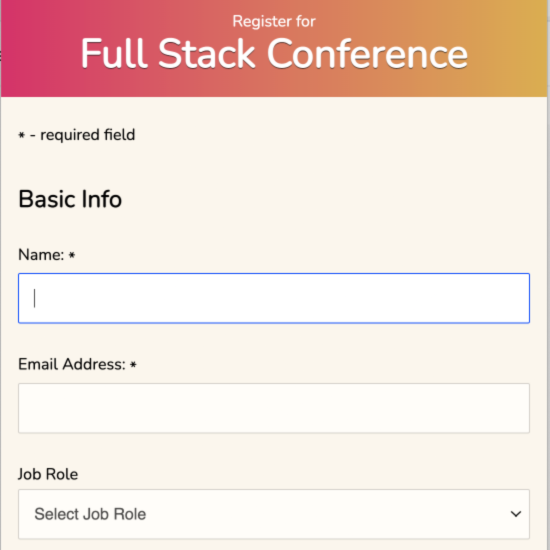 Register for
Full Stack Conference
* - required field
Basic Info
Name: *
Email Address: *
Job Role
Select Job Role